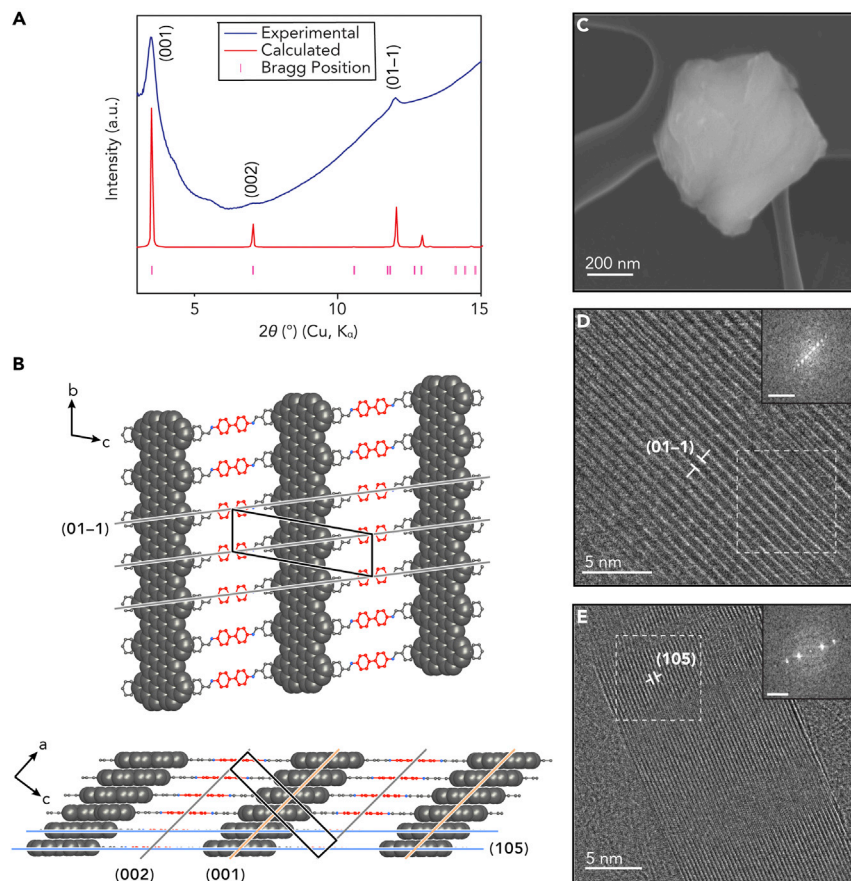 A
(001)
Experimental
Calculated
Bragg Position
(01–1)
(002)
Intensity (a.u.)
5
10
15
2θ (°) (Cu, Kα)
B
b
c
(01–1)
a
c
(105)
(002)
(001)
C
200 nm
D
(01–1)
5 nm
E
(105)
5 nm